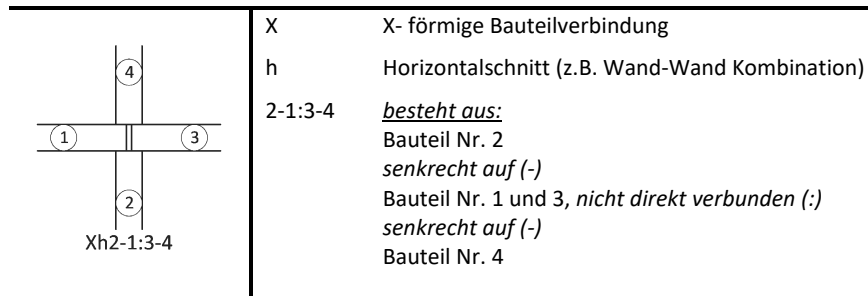 4
1
3
2
Xh2-1:3-4
X X- förmige Bauteilverbindung
h Horizontalschnitt (z.B. Wand-Wand Kombination)
2-1:3-4 besteht aus:
Bauteil Nr. 2
senkrecht auf (-)
Bauteil Nr. 1 und 3, nicht direkt verbunden (:)
senkrecht auf (-)
Bauteil Nr. 4